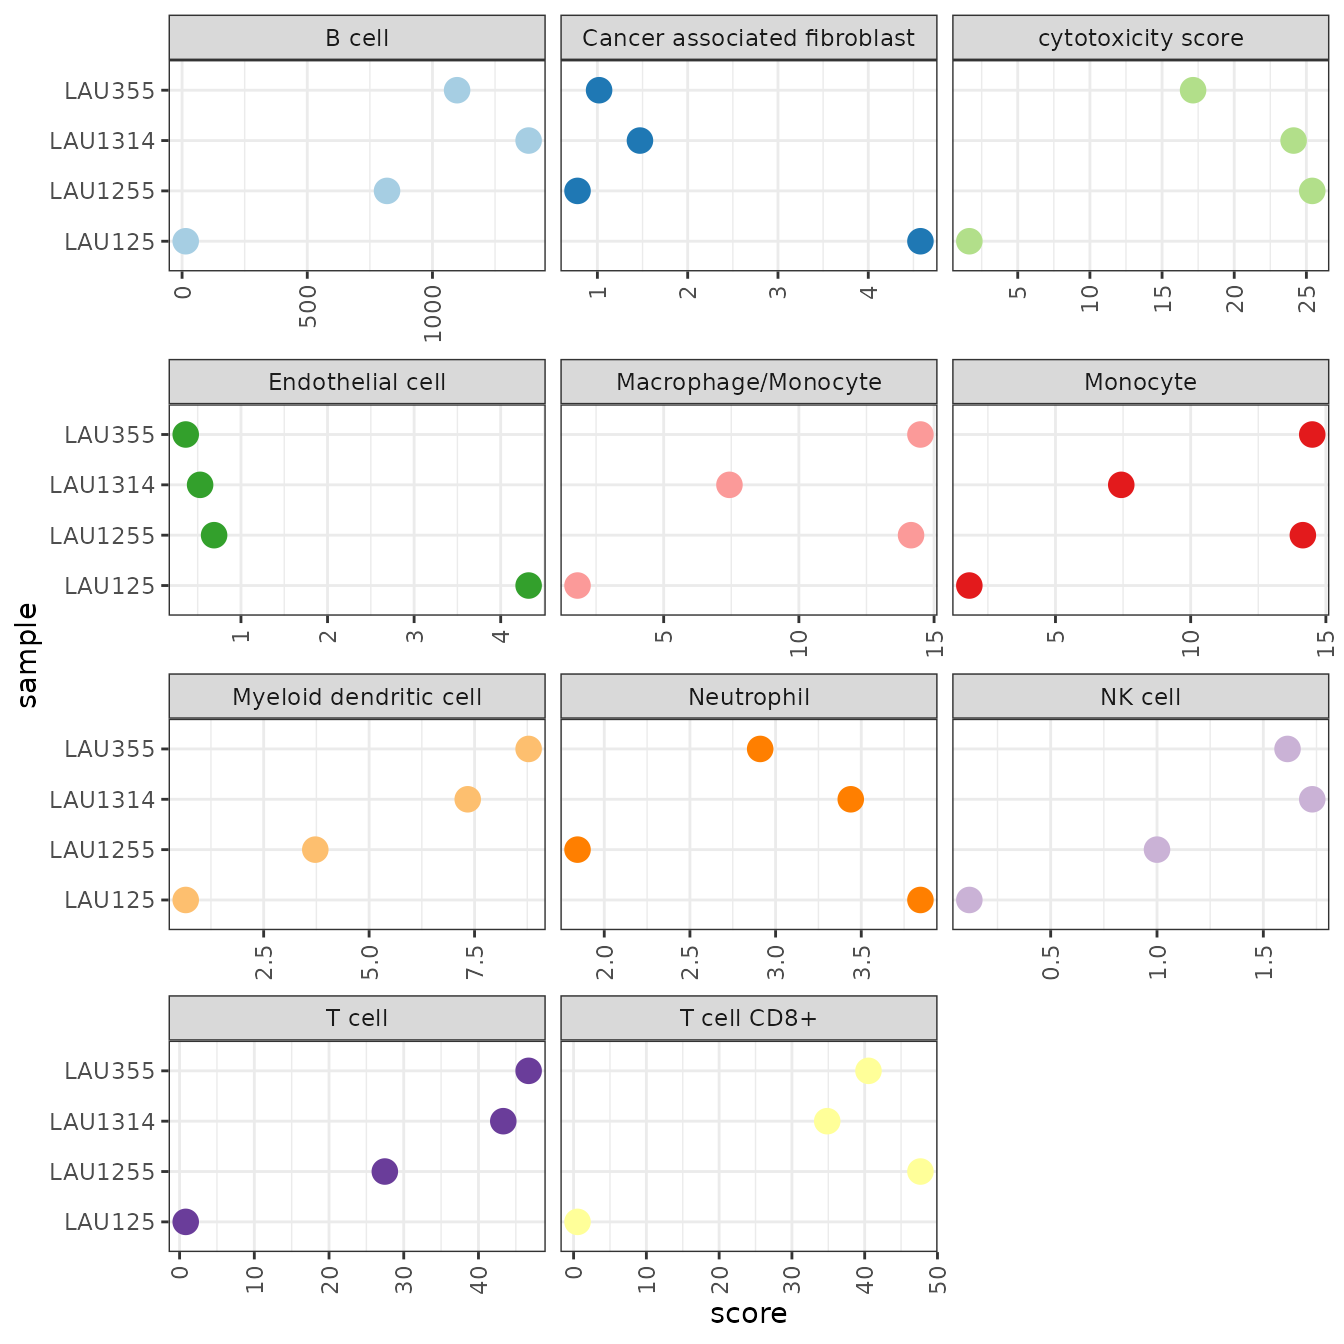 B cell
Cancer associated fibroblast
cytotoxicity score
LAU355
LAU1314
LAU1255
LAU125
0 500 1000
1 2 3 4
5 10 15 20 25
Endothelial cell
Macrophage/Monocyte
Monocyte
LAU355
LAU1314
LAU1255
LAU125
1 2 3 4
5 10 15
5 10 15
sample
Myeloid dendritic cell
Neutrophil
NK cell
LAU355
LAU1314
LAU1255
LAU125
2.5 5.0 7.5
2.0 2.5 3.0 3.5
0.5 1.0 1.5
T cell
T cell CD8+
LAU355
LAU1314
LAU1255
LAU125
0 10 20 30 40
0 10 20 30 40 50
score